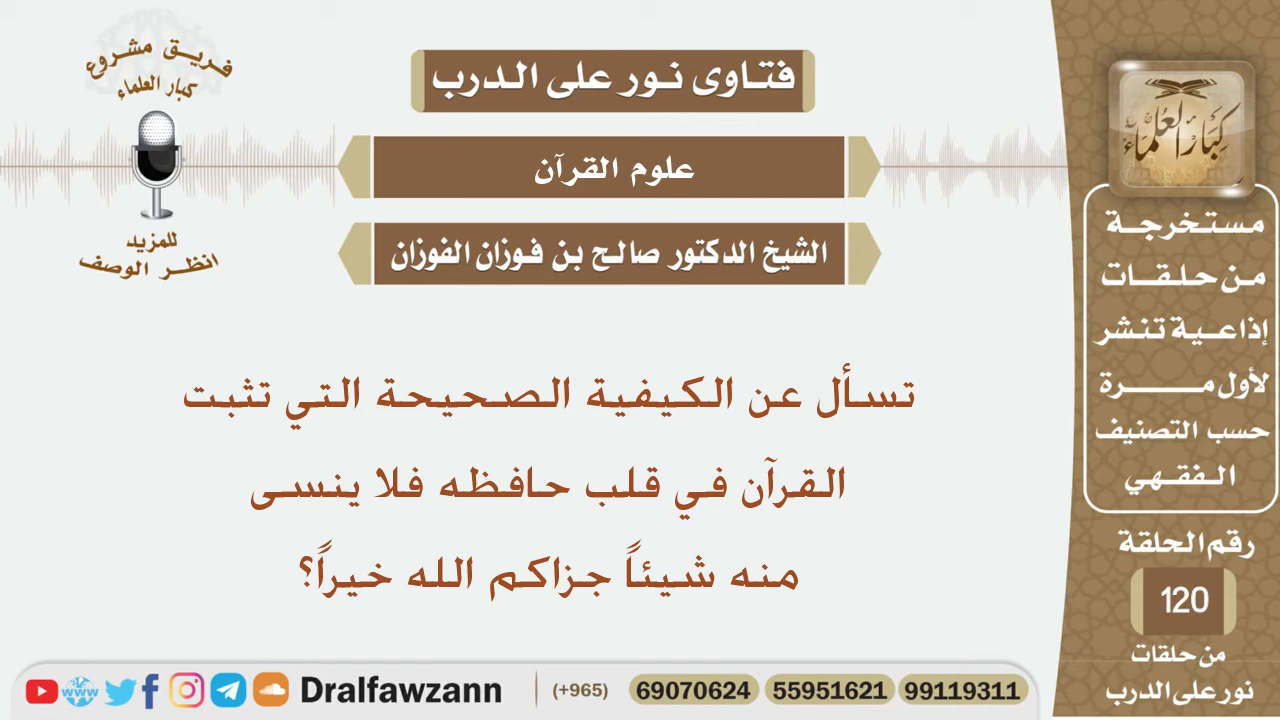 فريق مشروع
كبار العلماء
للمزيد
انظر الوصف
فتاوى نور على الدرب
علوم القرآن
الشيخ الدكتور صالح بن فوزان الفوزان
تسأل عن الكيفية الصحيحة التي تثبت
القرآن في قلب حافظه فلا ينسى
منه شيئاً جزاكم الله خيراً؟
كبار العلماء
مستخرجة
من حلقات
إذاعية تنشر
لأول مرة
حسب التصنيف
الفقهي
رقم الحلقة
120
من حلقات
نور على الدرب
www Dralfawzann (+965) 69070624 55951621 99119311